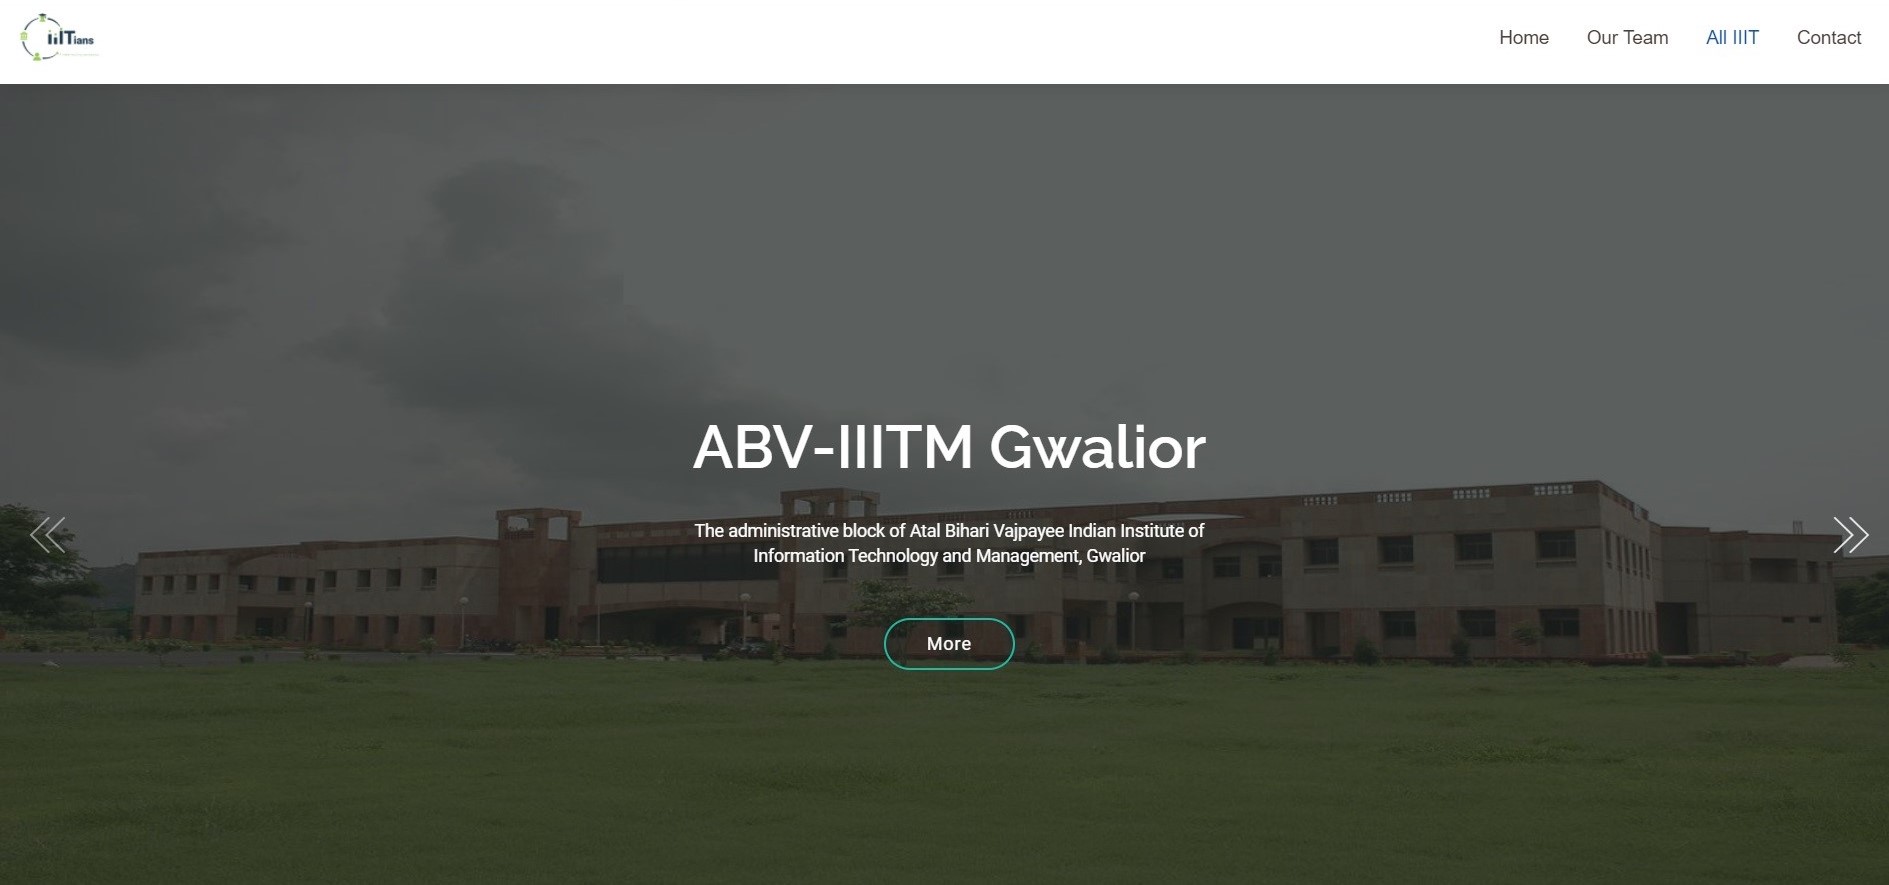 iiITians
Home Our Team All IIIT Contact
ABV-IIITM Gwalior
The administrative block of Atal Bihari Vajpayee Indian Institute of
Information Technology and Management, Gwalior
More